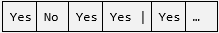 Yes No Yes Yes | Yes …